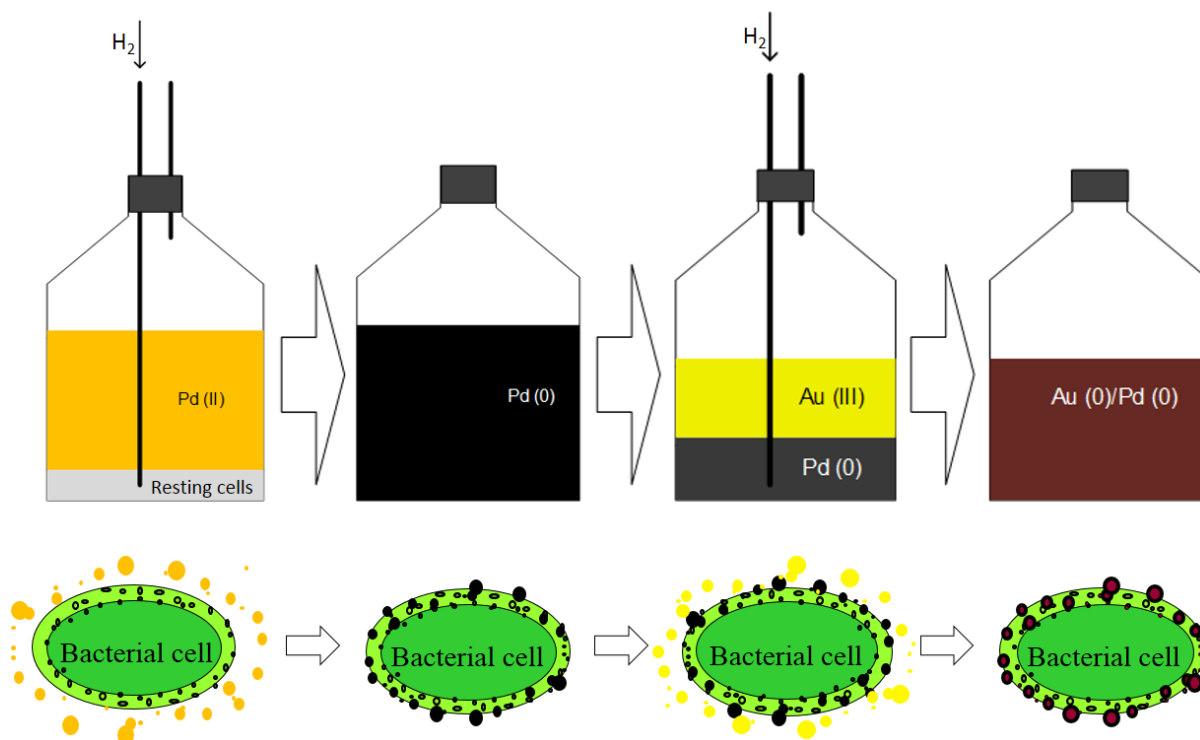 H2
H2
Pd (II)
Resting cells
Pd (0)
Au (III)
Pd (0)
Au (0)/Pd (0)
Bacterial cell
Bacterial cell
Bacterial cell
Bacterial cell